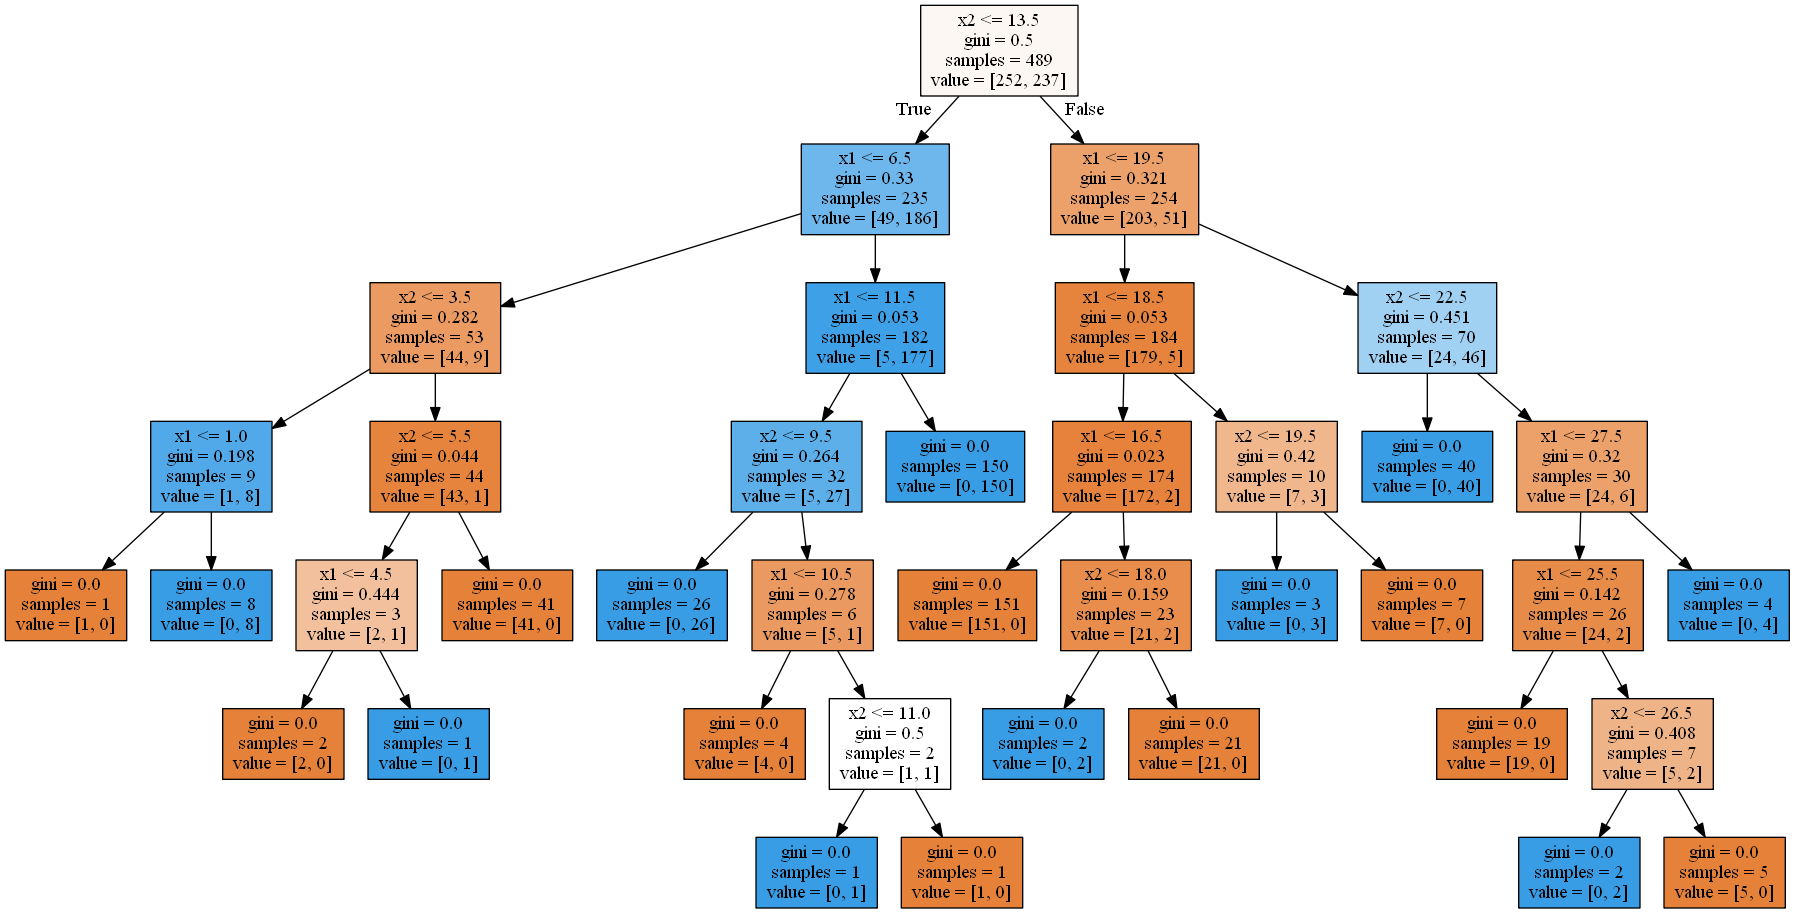 x2 <= 13.5
gini = 0.5
samples = 489
value = [252, 237]
True
False
x1 <= 6.5
gini = 0.33
samples = 235
value = [49, 186]
x1 <= 19.5
gini = 0.321
samples = 254
value = [203, 51]
x2 <= 3.5
gini = 0.282
samples = 53
value = [44, 9]
x1 <= 11.5
gini = 0.053
samples = 182
value = [5, 177]
x1 <= 18.5
gini = 0.053
samples = 184
value = [179, 5]
x2 <= 22.5
gini = 0.451
samples = 70
value = [24, 46]
x1 <= 1.0
gini = 0.198
samples = 9
value = [1, 8]
x2 <= 5.5
gini = 0.044
samples = 44
value = [43, 1]
x2 <= 9.5
gini = 0.264
samples = 32
value = [5, 27]
gini = 0.0
samples = 150
value = [0, 150]
x1 <= 16.5
gini = 0.023
samples = 174
value = [172, 2]
x2 <= 19.5
gini = 0.42
samples = 10
value = [7, 3]
gini = 0.0
samples = 40
value = [0, 40]
x1 <= 27.5
gini = 0.32
samples = 30
value = [24, 6]
gini = 0.0
samples = 1
value = [1, 0]
gini = 0.0
samples = 8
value = [0, 8]
x1 <= 4.5
gini = 0.444
samples = 3
value = [2, 1]
gini = 0.0
samples = 41
value = [41, 0]
gini = 0.0
samples = 26
value = [0, 26]
x1 <= 10.5
gini = 0.278
samples = 6
value = [5, 1]
gini = 0.0
samples = 151
value = [151, 0]
x2 <= 18.0
gini = 0.159
samples = 23
value = [21, 2]
gini = 0.0
samples = 3
value = [0, 3]
gini = 0.0
samples = 7
value = [7, 0]
x1 <= 25.5
gini = 0.142
samples = 26
value = [24, 2]
gini = 0.0
samples = 4
value = [0, 4]
gini = 0.0
samples = 2
value = [2, 0]
gini = 0.0
samples = 1
value = [0, 1]
gini = 0.0
samples = 4
value = [4, 0]
x2 <= 11.0
gini = 0.5
samples = 2
value = [1, 1]
gini = 0.0
samples = 2
value = [0, 2]
gini = 0.0
samples = 21
value = [21, 0]
gini = 0.0
samples = 19
value = [19, 0]
x2 <= 26.5
gini = 0.408
samples = 7
value = [5, 2]
gini = 0.0
samples = 1
value = [0, 1]
gini = 0.0
samples = 1
value = [1, 0]
gini = 0.0
samples = 2
value = [0, 2]
gini = 0.0
samples = 5
value = [5, 0]